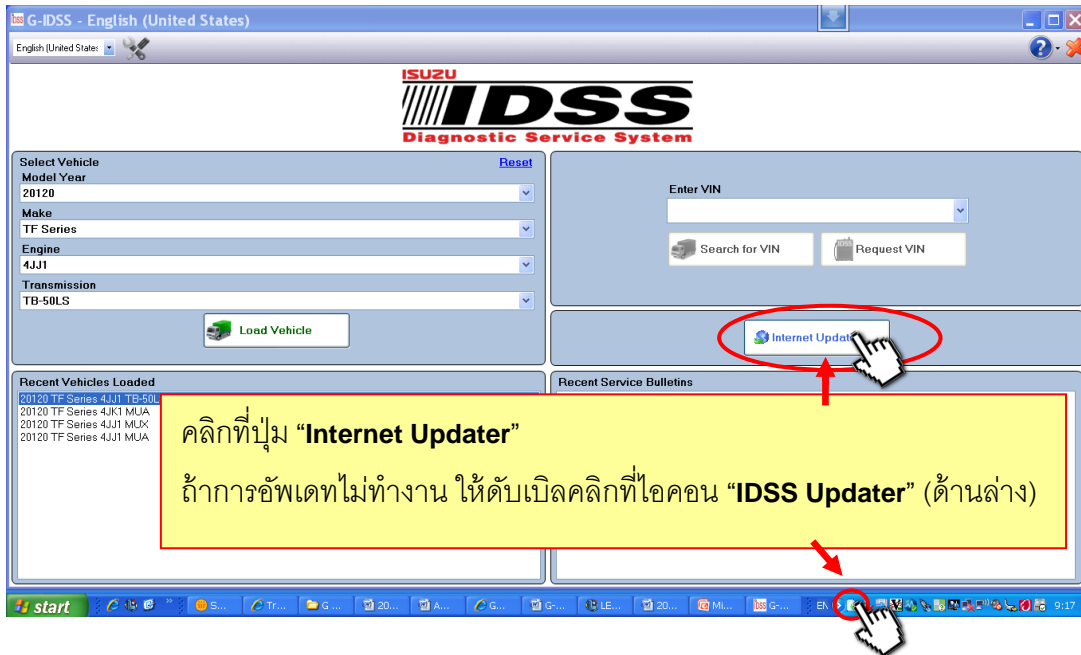 G-IDSS - English (United States)
English (United State:
ISUZU
IDSS
Diagnostic Service System
Select Vehicle
Reset
Model Year
20120
Make
TF Series
Engine
4JJ1
Transmission
TB-50LS
Load Vehicle
Enter VIN
Search for VIN
Request VIN
Internet Updat
Recent Vehicles Loaded
20120 TF Series 4JJ1 TB-50L
20120 TF Series 4JK1 MUA
20120 TF Series 4JJ1 MUX
20120 TF Series 4JJ1 MUA
Recent Service Bulletins
คลิกที่ปุ่ม “Internet Updater”
ถ้าการอัพเดทไม่ทำงาน ให้ดับเบิลคลิกที่ไอคอน “IDSS Updater” (ด้านล่าง)
start
S...
Tr...
G ...
20...
A...
G...
G-...
LE...
20...
Mi...
G-...
EN
9:17